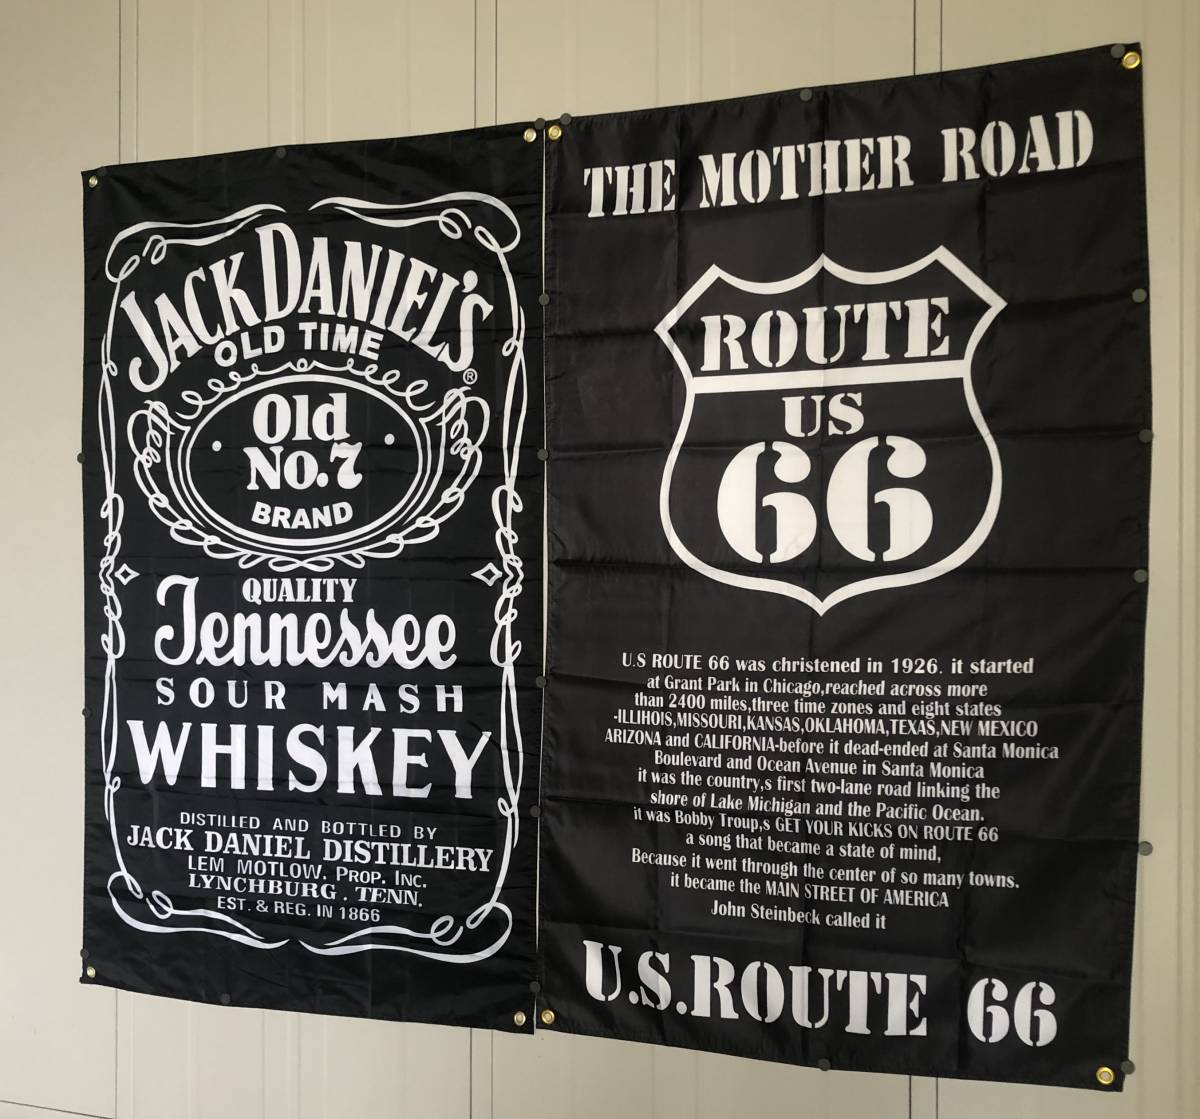 JACK DANIEL'S
OLD TIME
®
Old
No.7
BRAND
QUALITY
Tennessee
SOUR MASH
WHISKEY
DISTILLED AND BOTTLED BY
JACK DANIEL DISTILLERY
LEM MOTLOW, PROP. INC.
LYNCHBURG, TENN.
EST. & REG. IN 1866
THE MOTHER ROAD
ROUTE
US
66
U.S ROUTE 66 was christened in 1926. it started
at Grant Park in Chicago,reached across more
than 2400 miles,three time zones and eight states
-ILLIHOIS,MISSOURI,KANSAS,OKLAHOMA,TEXAS,NEW MEXICO
ARIZONA and CALIFORNIA-before it dead-ended at Santa Monica
Boulevard and Ocean Avenue in Santa Monica
it was the country,s first two-lane road linking the
shore of Lake Michigan and the Pacific Ocean.
it was Bobby Troup,s GET YOUR KICKS ON ROUTE 66
a song that became a state of mind,
Because it went through the center of so many towns.
it became the MAIN STREET OF AMERICA
John Steinbeck called it
U.S.ROUTE 66